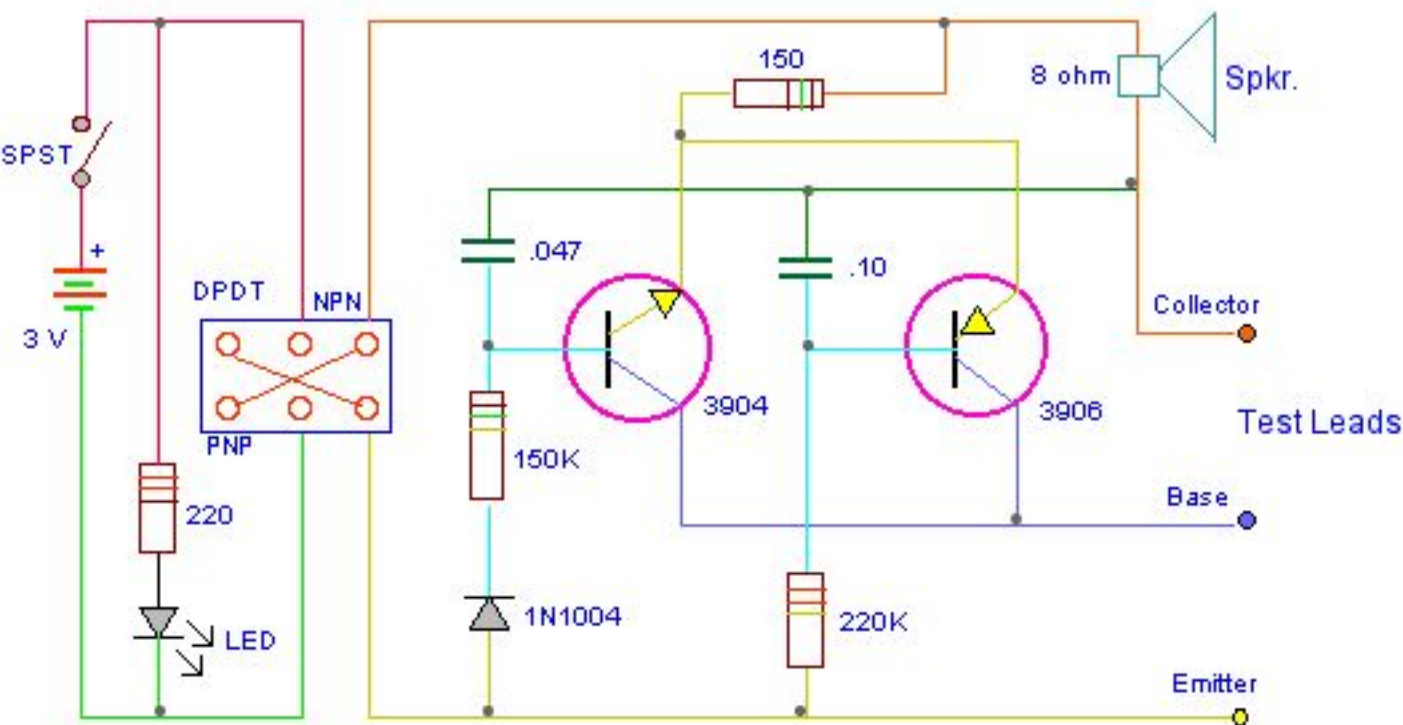 150
8 ohm
Spkr.
SPST
+
.047
.10
DPDT
NPN
3 V
Collector
3904
3906
Test Leads
PNP
150K
Base
220
1N1004
220K
LED
Emitter